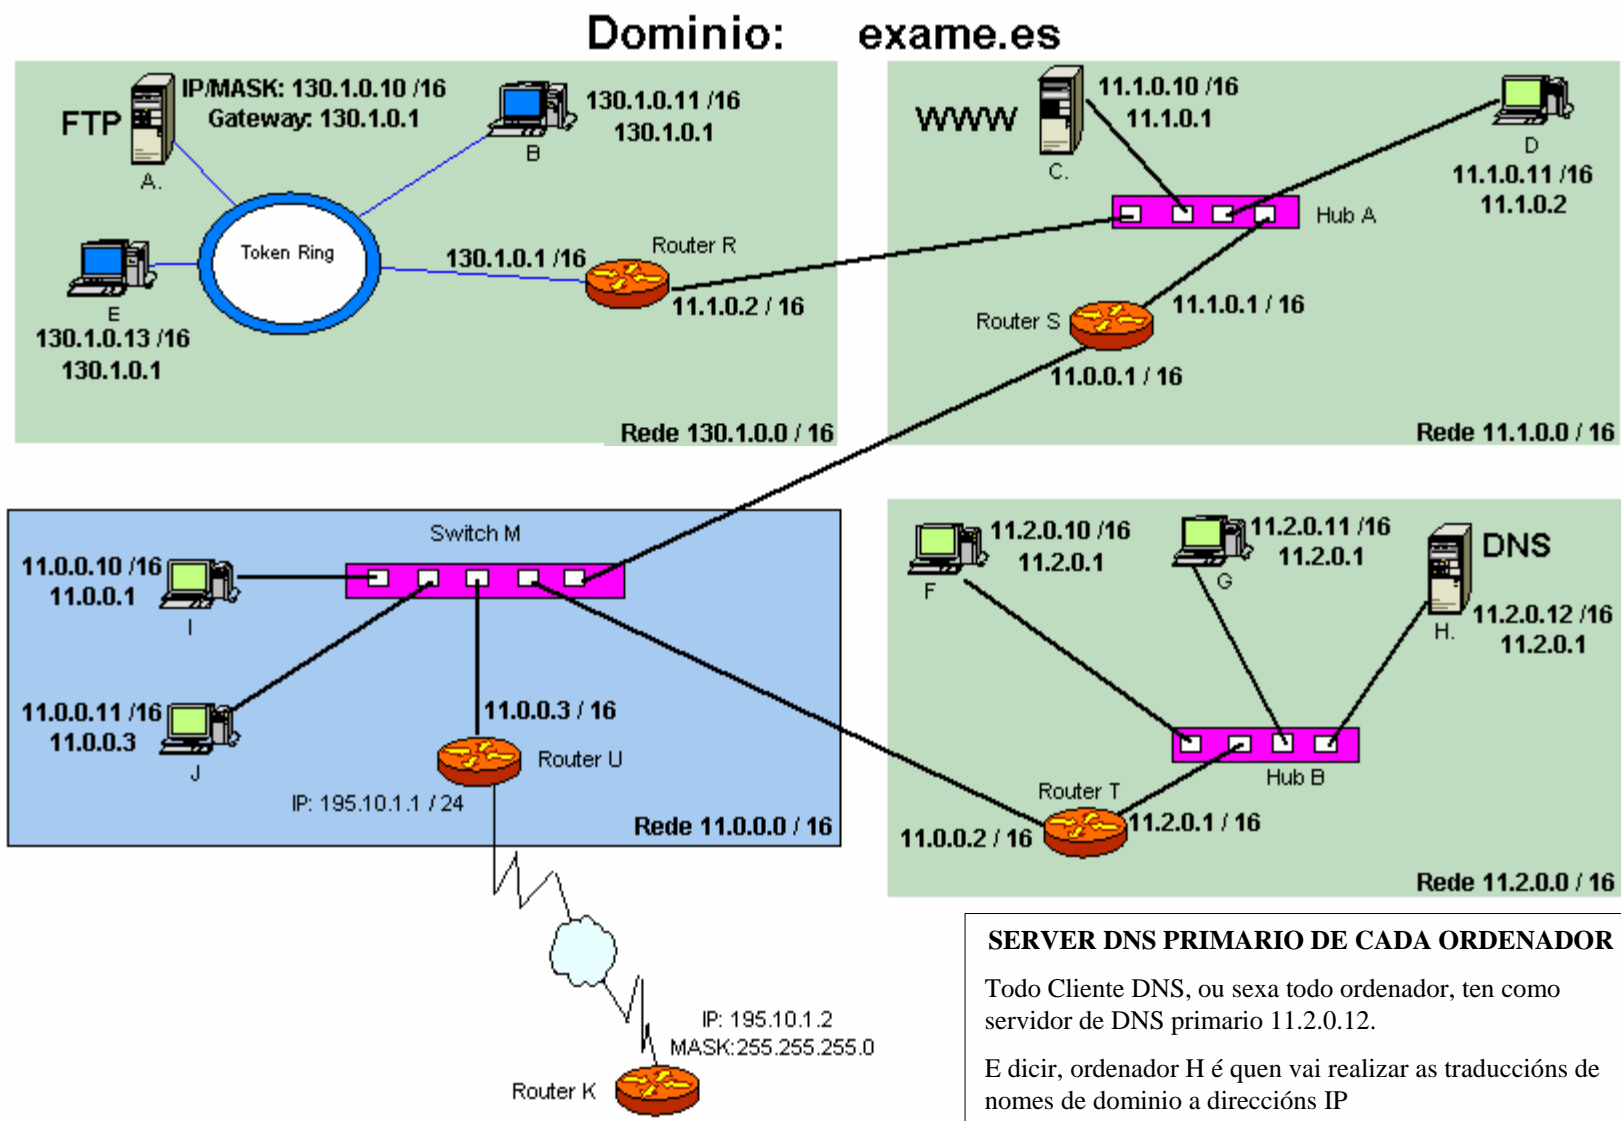 Dominio: exame.es
FTP
IP/MASK: 130.1.0.10 /16
Gateway: 130.1.0.1
A.
130.1.0.11 /16
130.1.0.1
B
Token Ring
E
130.1.0.13 /16
130.1.0.1
130.1.0.1 /16
Router R
11.1.0.2 / 16
Rede 130.1.0.0 / 16
WWW
11.1.0.10 /16
11.1.0.1
C.
D
11.1.0.11 /16
11.1.0.2
Hub A
Router S
11.1.0.1 / 16
11.0.0.1 / 16
Rede 11.1.0.0 / 16
Switch M
11.0.0.10 /16
11.0.0.1
I
11.0.0.11 /16
11.0.0.3
J
11.0.0.3 / 16
Router U
IP: 195.10.1.1 / 24
Rede 11.0.0.0 / 16
11.2.0.10 /16
11.2.0.1
F
11.2.0.11 /16
11.2.0.1
G
DNS
11.2.0.12 /16
11.2.0.1
H.
Hub B
Router T
11.0.0.2 / 16
11.2.0.1 / 16
Rede 11.2.0.0 / 16
IP: 195.10.1.2
MASK:255.255.255.0
Router K
SERVER DNS PRIMARIO DE CADA ORDENADOR
Todo Cliente DNS, ou sexa todo ordenador, ten como
servidor de DNS primario 11.2.0.12.
E dicir, ordenador H é quen vai realizar as traduccións de
nomes de dominio a direccións IP